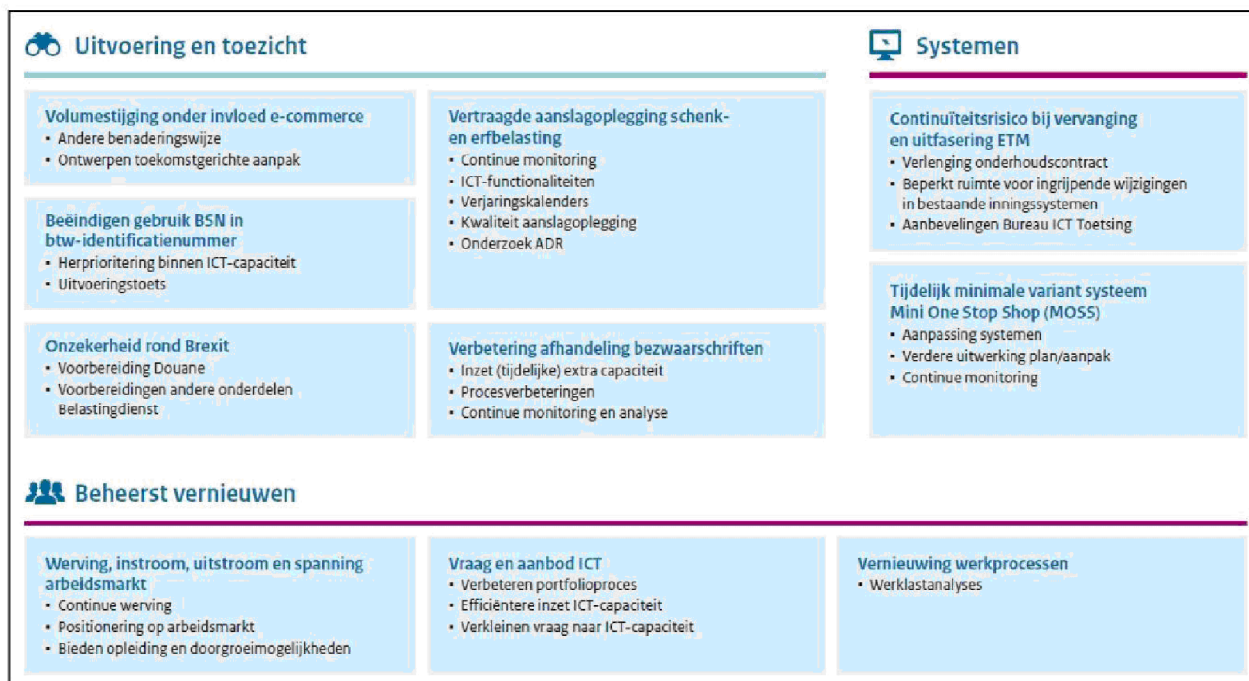 Uitvoering en toezicht
Volumestijging onder invloed e-commerce
• Andere benaderingswijze
• Ontwerpen toekomstgerichte aanpak
Beëindigen gebruik BSN in
btw-identificatienummer
• Herprioritering binnen ICT-capaciteit
• Uitvoeringstoets
Onzekerheid rond Brexit
• Voorbereiding Douane
• Voorbereidingen andere onderdelen
Belastingdienst
Vertraagde aanslagoplegging schenk-
en erfbelasting
• Continue monitoring
• ICT-functionaliteiten
• Verjaringskalenders
• Kwaliteit aanslagoplegging
• Onderzoek ADR
Verbetering afhandeling bezwaarschriften
• Inzet (tijdelijke) extra capaciteit
• Procesverbeteringen
• Continue monitoring en analyse
Systemen
Continuïteitsrisico bij vervanging
en uitfasering ETM
• Verlenging onderhoudscontract
• Beperkt ruimte voor ingrijpende wijzigingen
in bestaande inningssystemen
• Aanbevelingen Bureau ICT Toetsing
Tijdelijk minimale variant systeem
Mini One Stop Shop (MOSS)
• Aanpassing systemen
• Verdere uitwerking plan/aanpak
• Continue monitoring
Beheerst vernieuwen
Werving, instroom, uitstroom en spanning
arbeidsmarkt
• Continue werving
• Positionering op arbeidsmarkt
• Bieden opleiding en doorgroeimogelijkheden
Vraag en aanbod ICT
• Verbeteren portfolioproces
• Efficiëntere inzet ICT-capaciteit
• Verkleinen vraag naar ICT-capaciteit
Vernieuwing werkprocessen
• Werklastanalyses